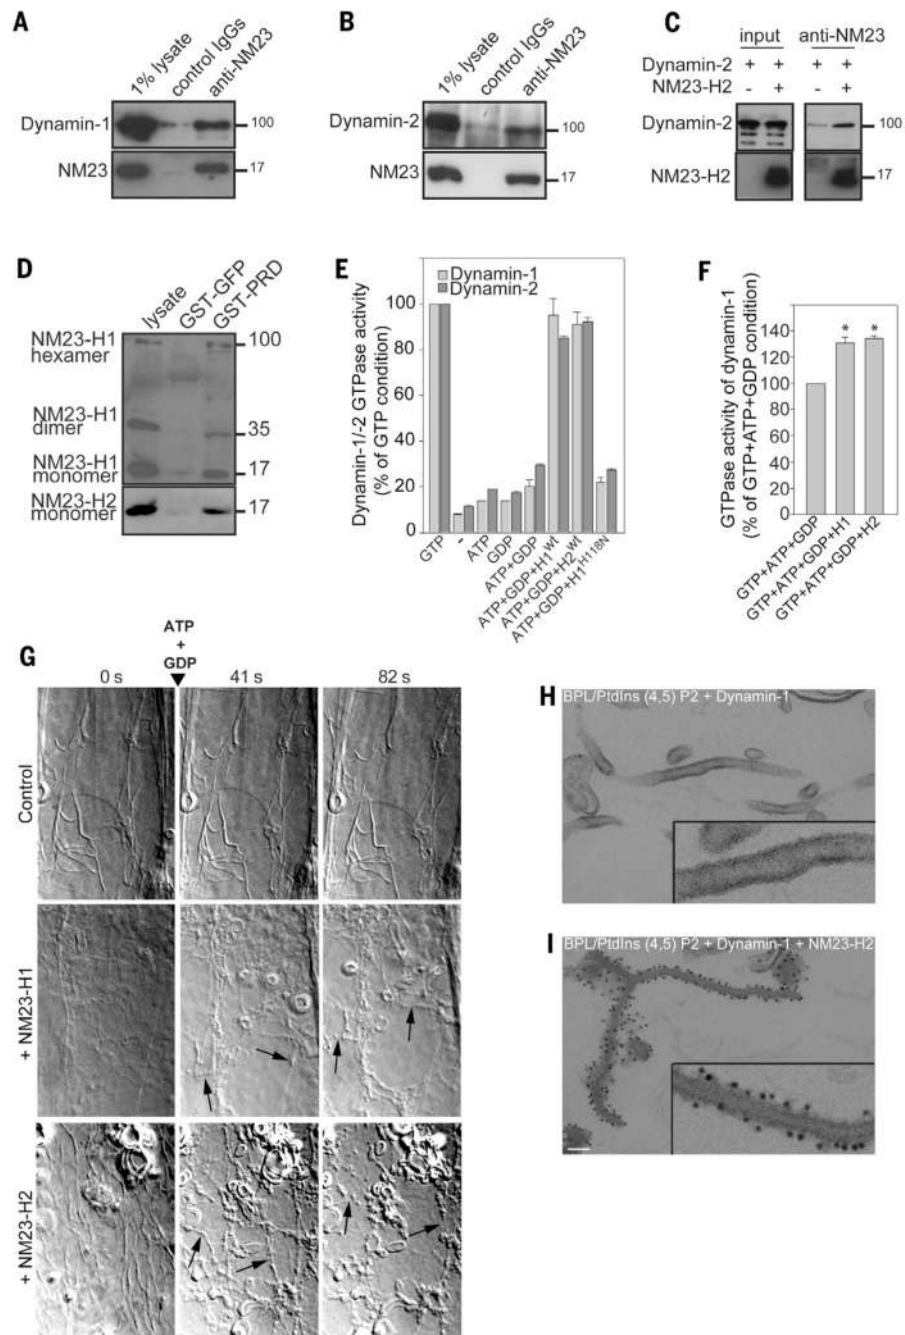 A
1% lysate
control IgGs
anti-NM23
Dynamin-1
100
NM23
17
B
1% lysate
control IgGs
anti-NM23
Dynamin-2
100
NM23
17
C
input
anti-NM23
Dynamin-2 + + + +
NM23-H2 - + - +
Dynamin-2
100
NM23-H2
17
D
lysate
GST-GFP
GST-PRD
NM23-H1
hexamer
100
NM23-H1
dimer
35
NM23-H1
monomer
17
NM23-H2
monomer
17
E
Dynamin-1/-2 GTPase activity
(% of GTP condition)
Dynamin-1
Dynamin-2
100
80
60
40
20
0
GTP
-
ATP
GDP
ATP+GDP
ATP+GDP+H1wt
ATP+GDP+H2wt
ATP+GDP+H1H118N
F
GTPase activity of dynamin-1
(% of GTP+ATP+GDP condition)
* *
140
120
100
80
60
40
20
0
GTP+ATP+GDP
GTP+ATP+GDP+H1
GTP+ATP+GDP+H2
G
ATP
+
GDP
0 s
41 s
82 s
Control
+ NM23-H1
+ NM23-H2
H
BPL/PtdIns (4,5) P2 + Dynamin-1
I
BPL/PtdIns (4,5) P2 + Dynamin-1 + NM23-H2